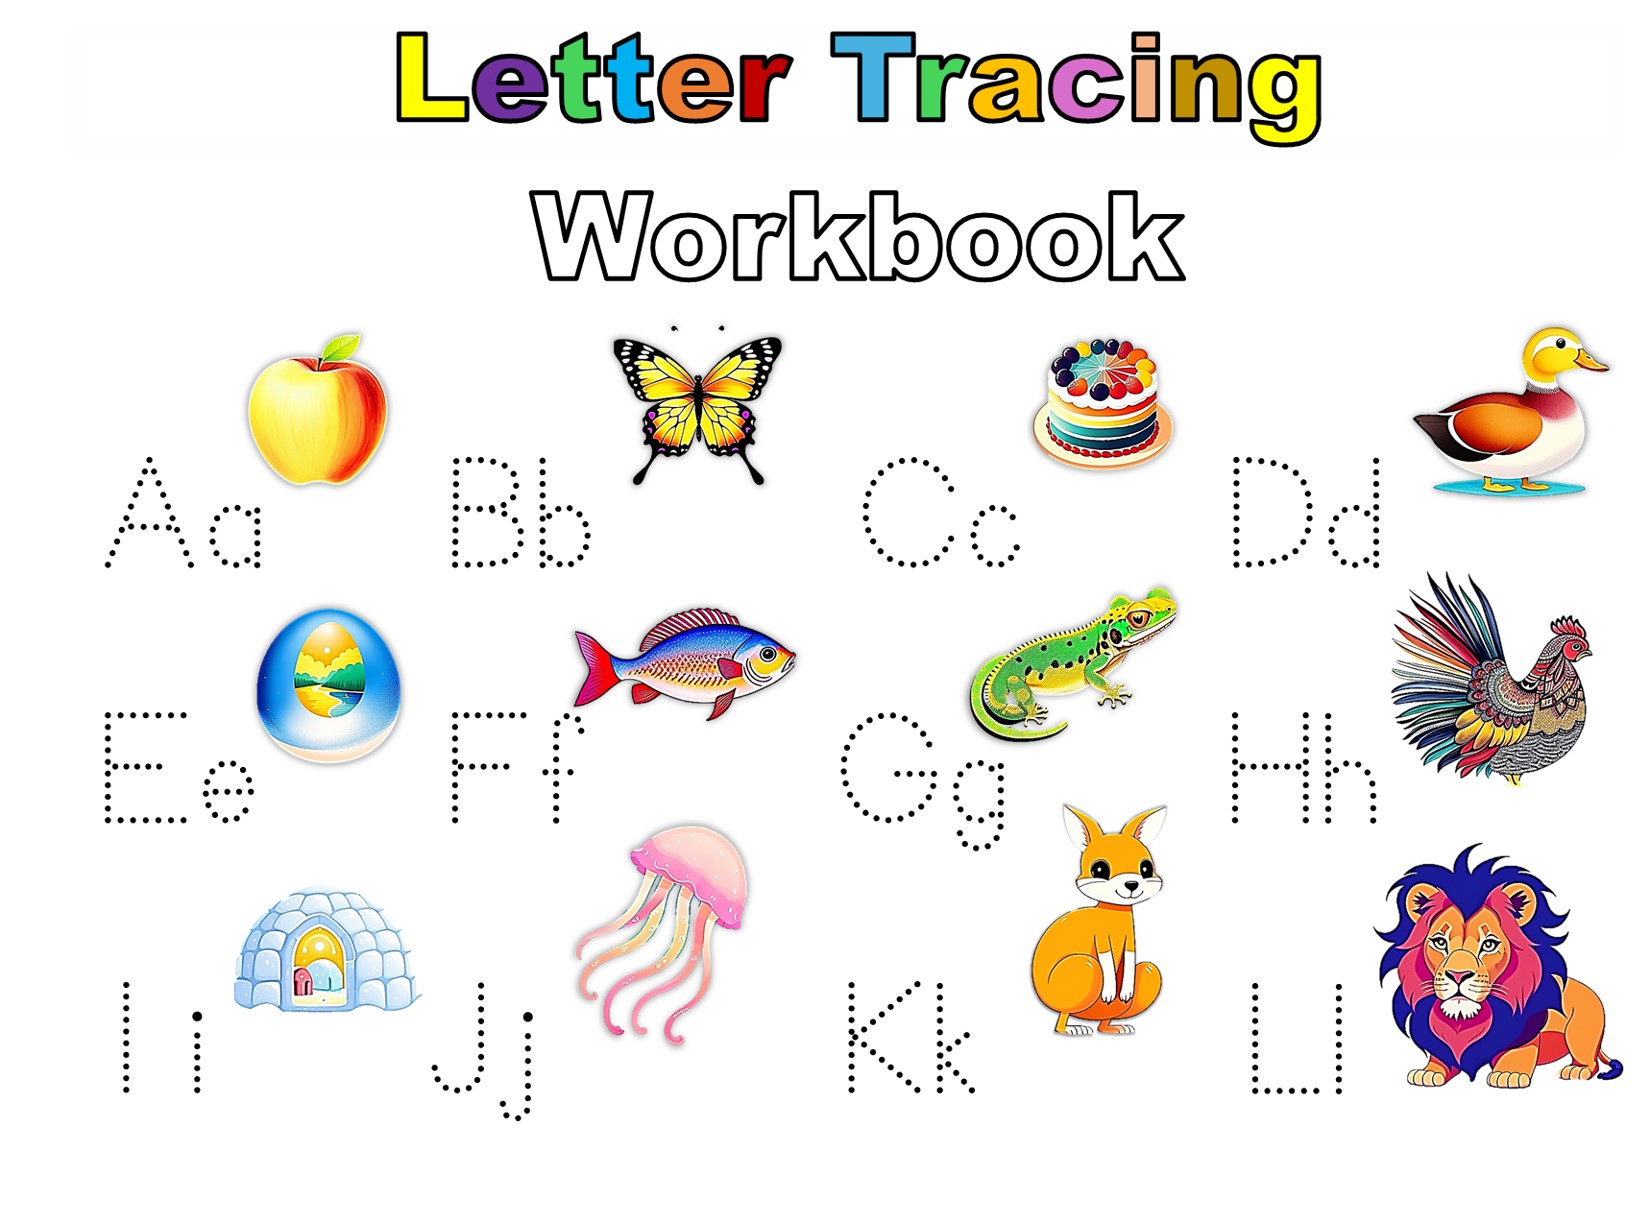 Letter Tracing
Workbook
Aa Bb Cc Dd
Ee Ff Gg Hh
Ii Jj Kk Ll